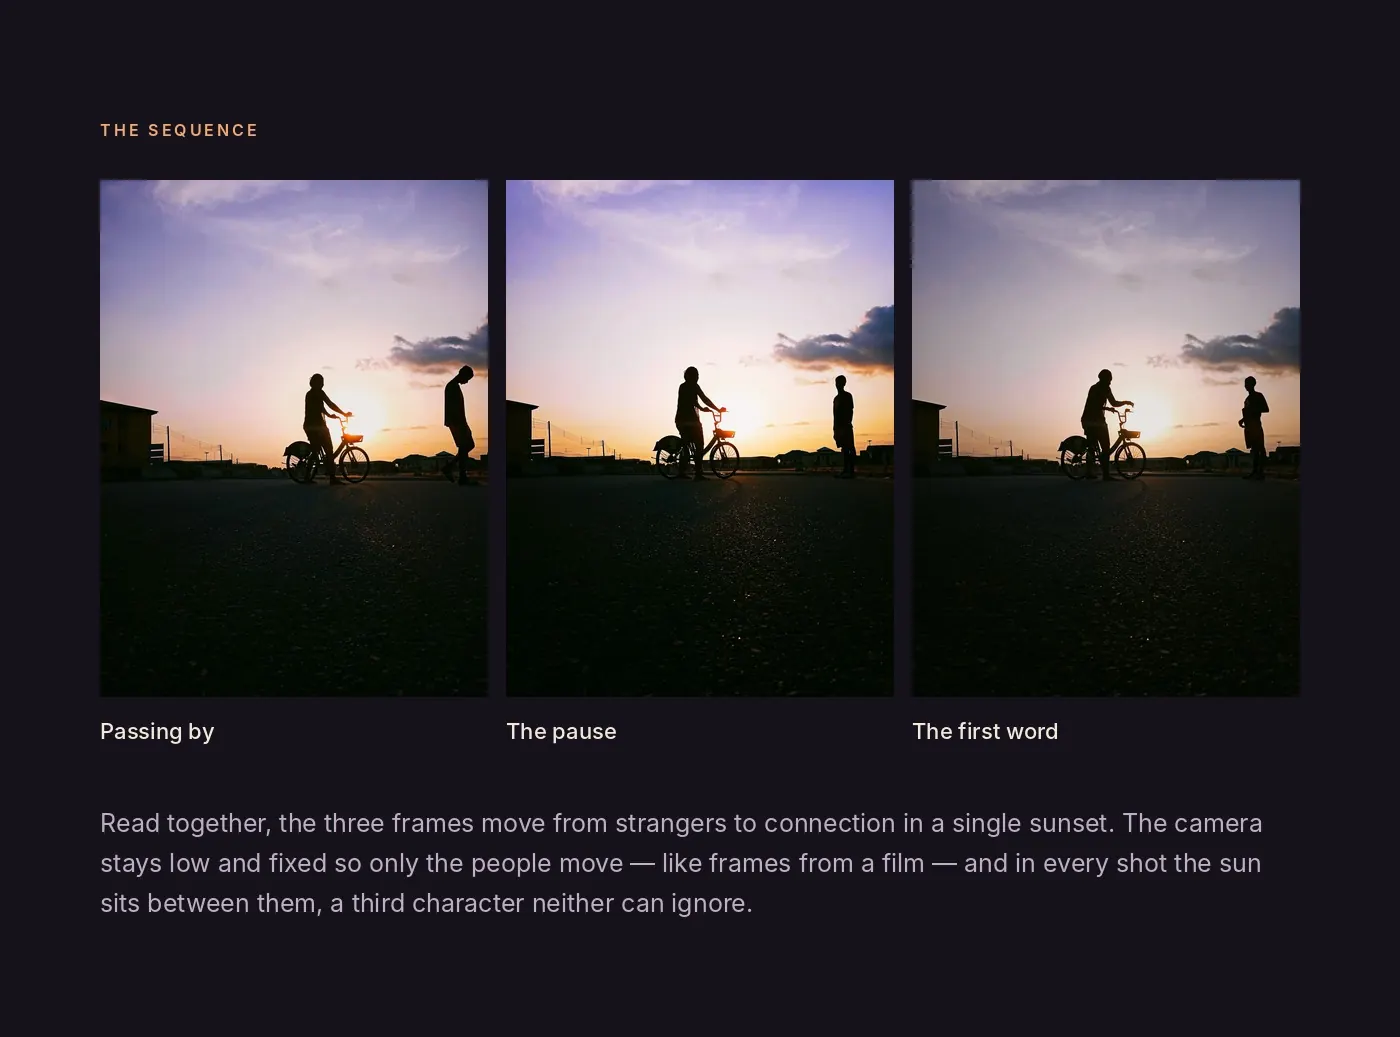 THE SEQUENCE
Passing by
The pause
The first word
Read together, the three frames move from strangers to connection in a single sunset. The camera
stays low and fixed so only the people move — like frames from a film — and in every shot the sun
sits between them, a third character neither can ignore.